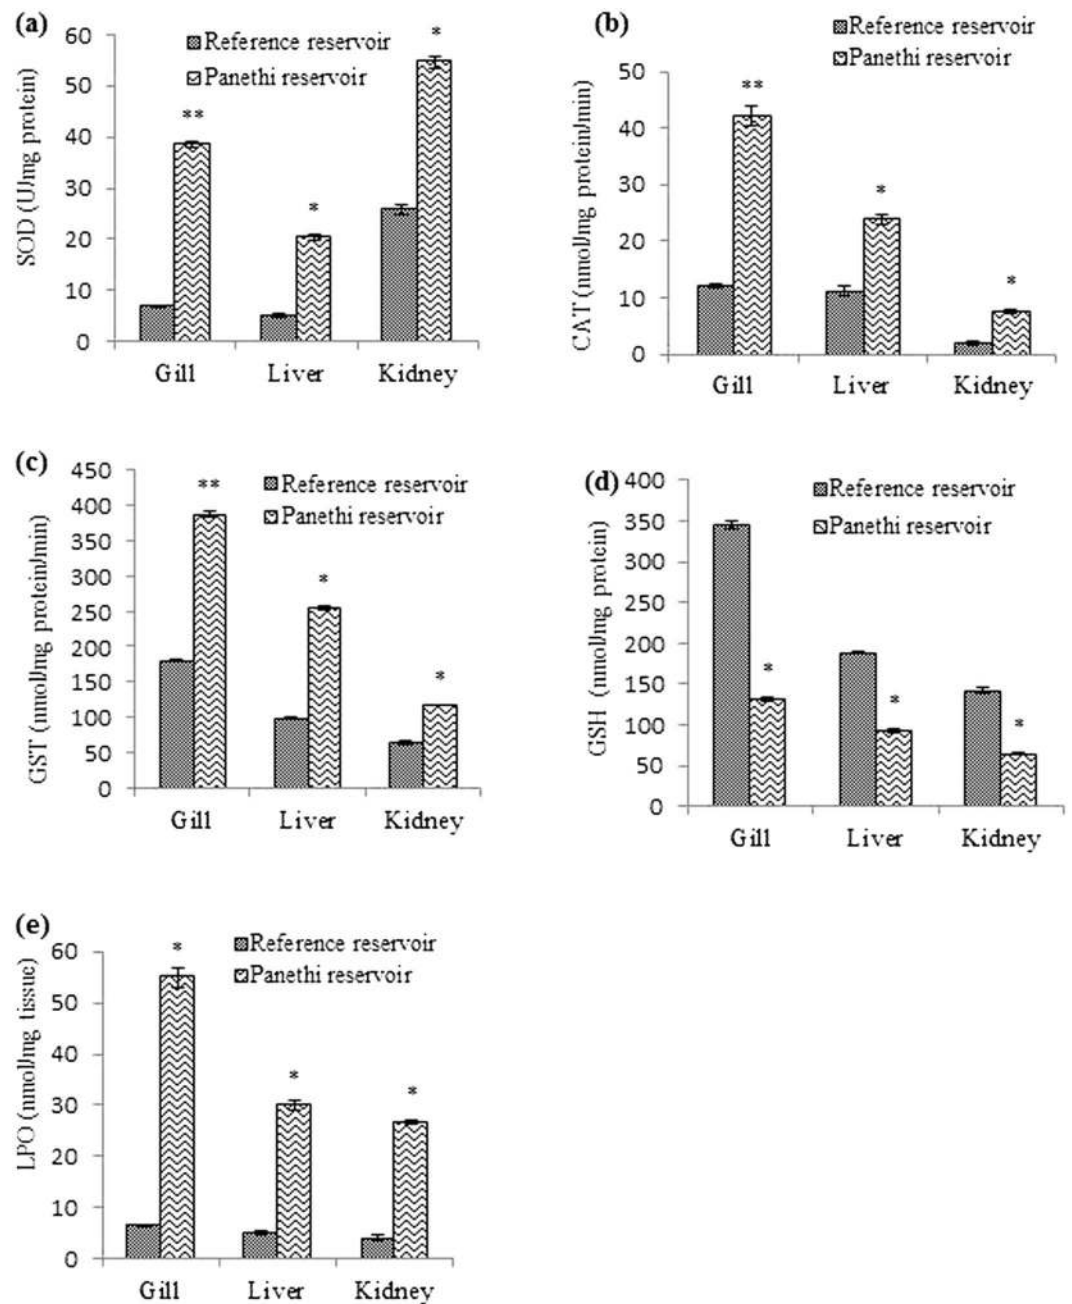 (a)
SOD (U/mg protein)
60
50
40
30
20
10
0
Reference reservoir
Panethi reservoir
**
*
*
Gill Liver Kidney
(b)
CAT (nmol/mg protein/min)
Reference reservoir
Panethi reservoir
50
40
30
20
10
0
**
*
*
Gill Liver Kidney
(c)
GST (nmol/mg protein/min)
450
400
350
300
250
200
150
100
50
0
Reference reservoir
Panethi reservoir
**
*
*
Gill Liver Kidney
(d)
GSH (nmol/mg protein)
400
350
300
250
200
150
100
50
0
Reference reservoir
Panethi reservoir
*
*
*
Gill Liver Kidney
(e)
LPO (nmol/mg tissue)
60
50
40
30
20
10
0
Reference reservoir
Panethi reservoir
*
*
*
Gill Liver Kidney